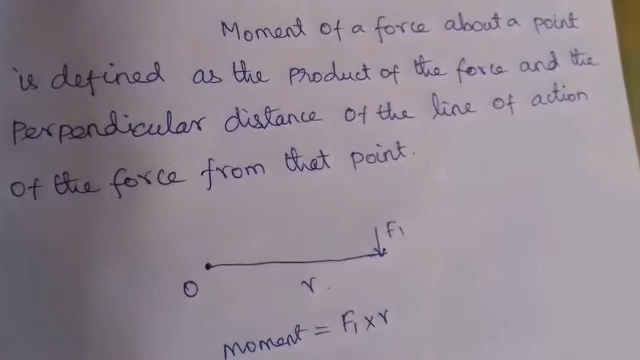 Moment of a force about a point
is defined as the product of the force and the
perpendicular distance of the line of action
of the force from that point.
F1
O
r.
moment = F1 x r